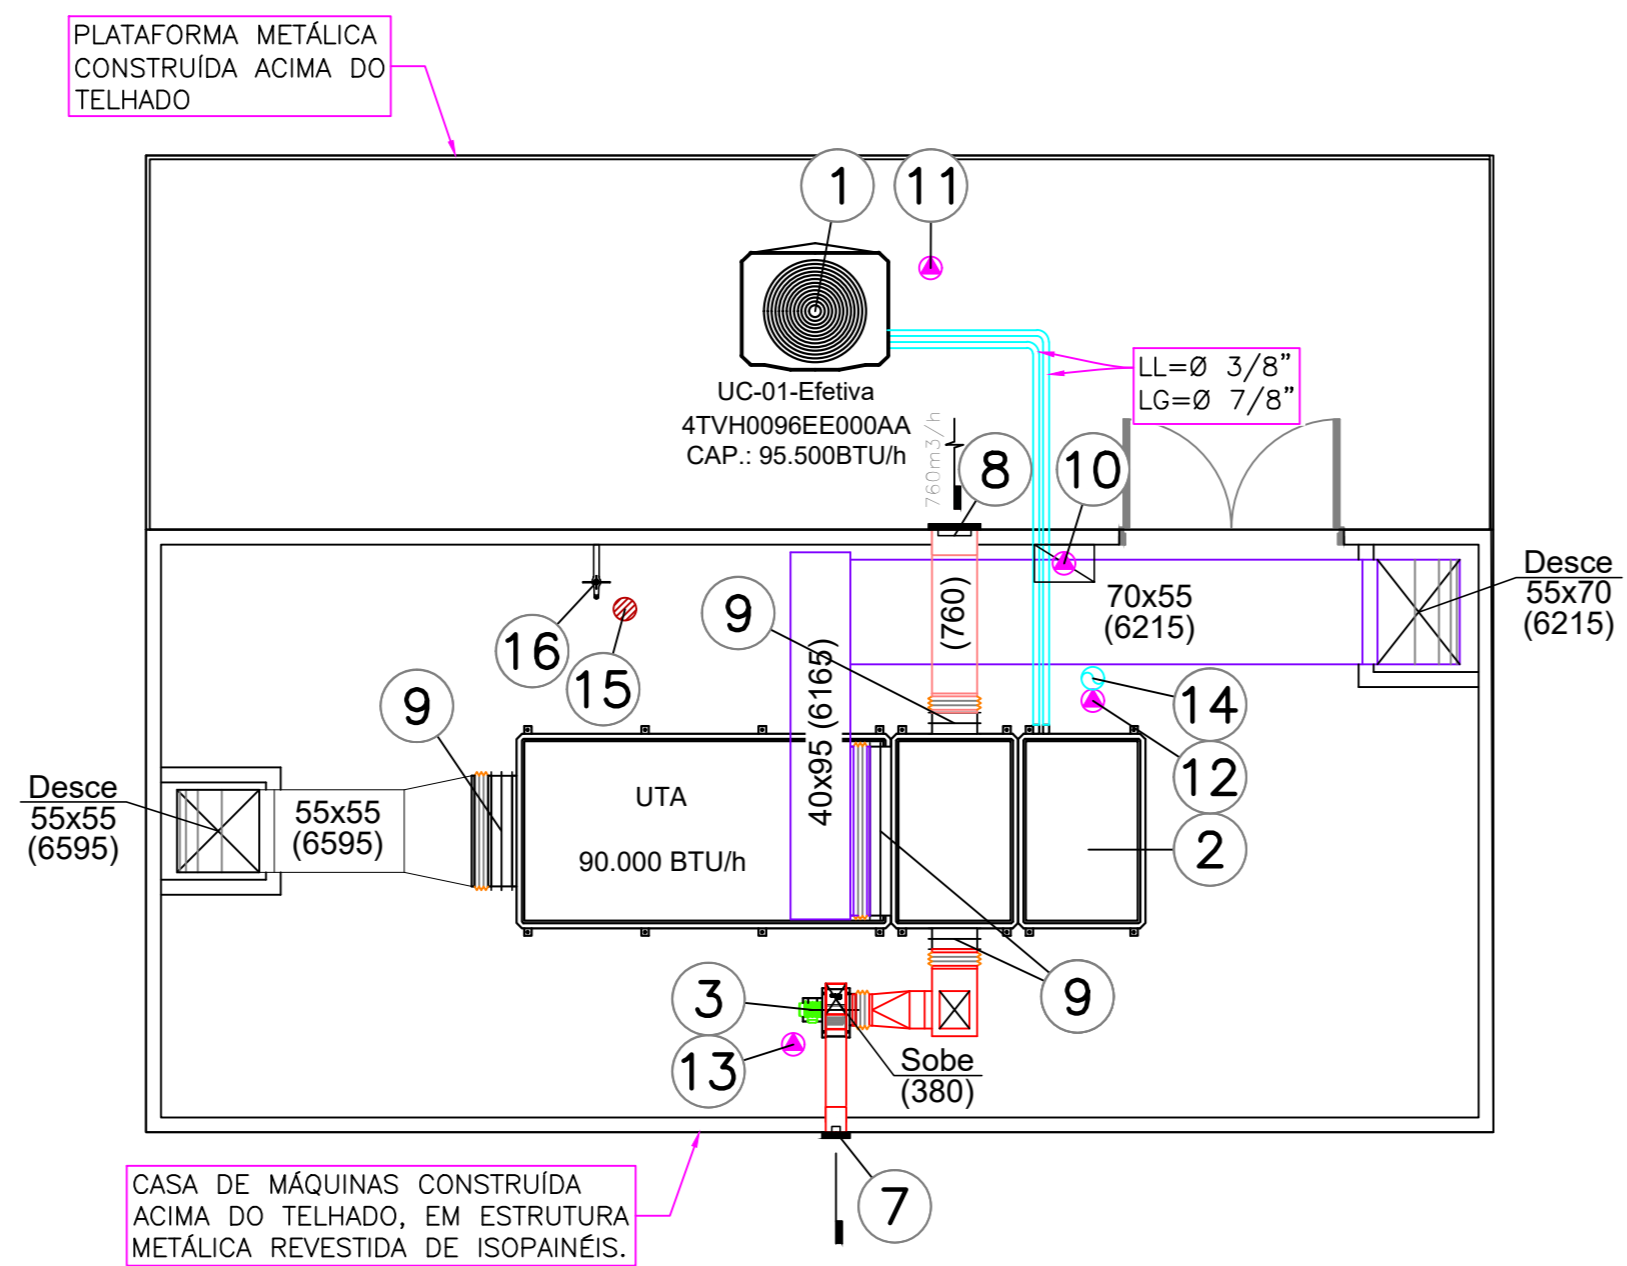 PLATAFORMA METÁLICA
CONSTRUÍDA ACIMA DO
TELHADO
1
11
UC-01-Efetiva
4TVH0096EE000AA
CAP.: 95.500BTU/h
760m3/h
LL=Ø 3/8”
LG=Ø 7/8”
8
10
Desce
55x70
(6215)
70x55
(6215)
(760)
9
16
15
9
40x95 (6165)
14
12
2
Desce
55x55
(6595)
55x55
(6595)
UTA
90.000 BTU/h
3
13
9
Sobe
(380)
7
CASA DE MÁQUINAS CONSTRUÍDA
ACIMA DO TELHADO, EM ESTRUTURA
METÁLICA REVESTIDA DE ISOPAINÉIS.